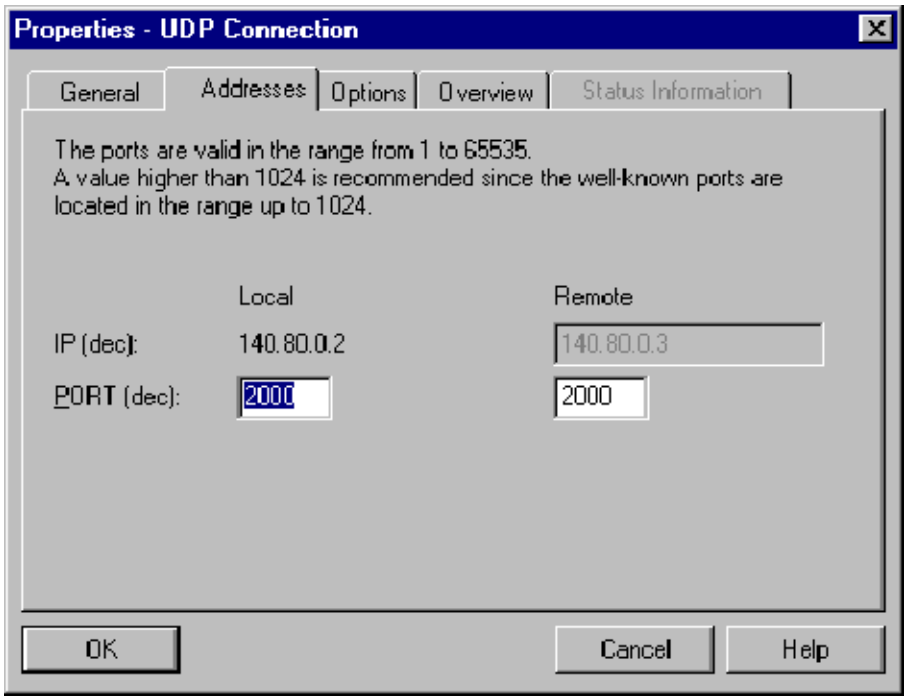 Properties - UDP Connection
General Addresses Options Overview Status Information
The ports are valid in the range from 1 to 65535.
A value higher than 1024 is recommended since the well-known ports are
located in the range up to 1024.
Local Remote
IP (dec): 140.80.0.2 140.80.0.3
PORT (dec): 2000 2000
OK Cancel Help